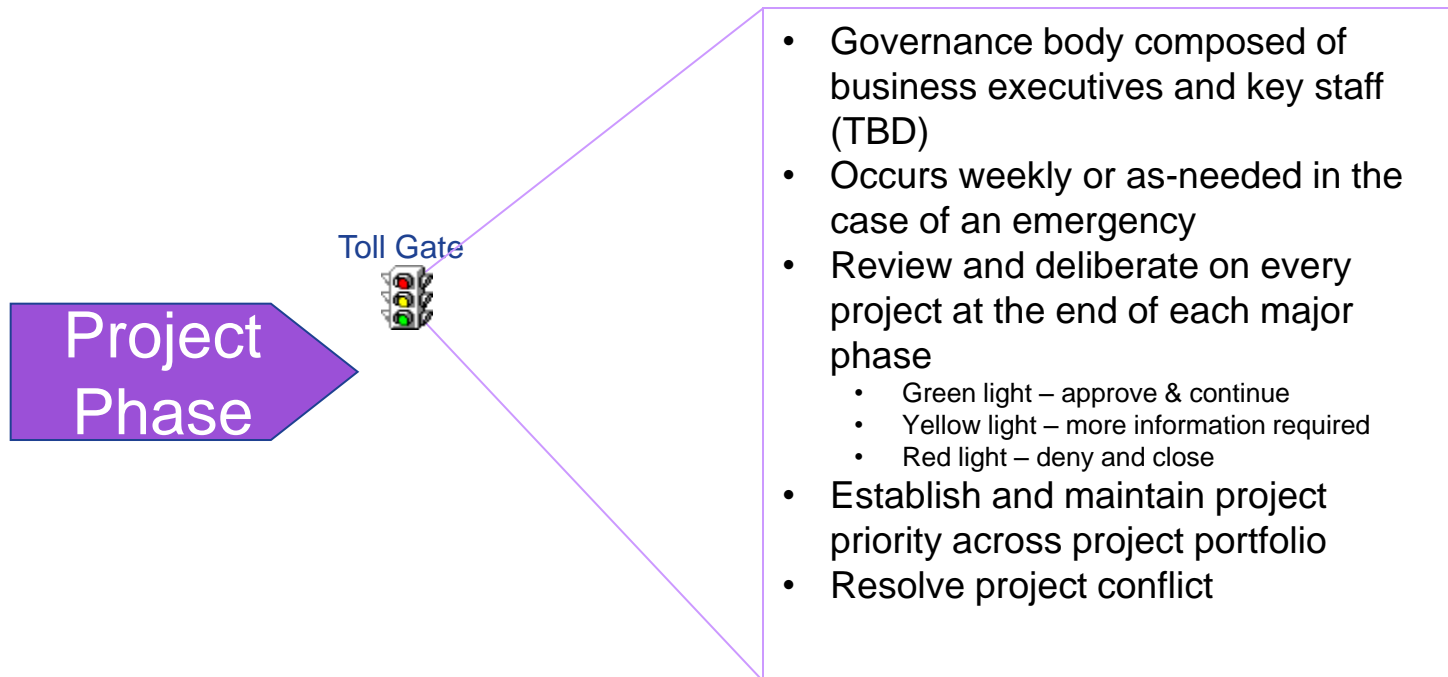 Toll Gate
Project
Phase
• Governance body composed of
business executives and key staff
(TBD)
• Occurs weekly or as-needed in the
case of an emergency
• Review and deliberate on every
project at the end of each major
phase
• Green light – approve & continue
• Yellow light – more information required
• Red light – deny and close
• Establish and maintain project
priority across project portfolio
• Resolve project conflict